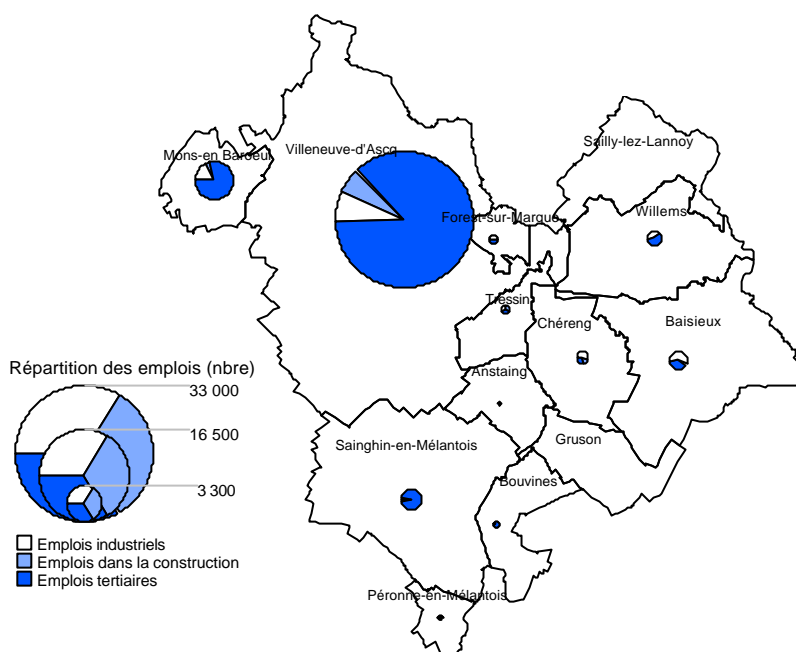 Mons-en Baroeul
Villeneuve-d'Ascq
Sailly-lez-Lannoy
Forest-sur-Marque
Willems
Tressin
Chéreng
Baisieux
Anstaing
Sainghin-en-Mélantois
Gruson
Bouvines
Péronne-en-Mélantois
Répartition des emplois (nbre)
33 000
16 500
3 300
Emplois industriels
Emplois dans la construction
Emplois tertiaires